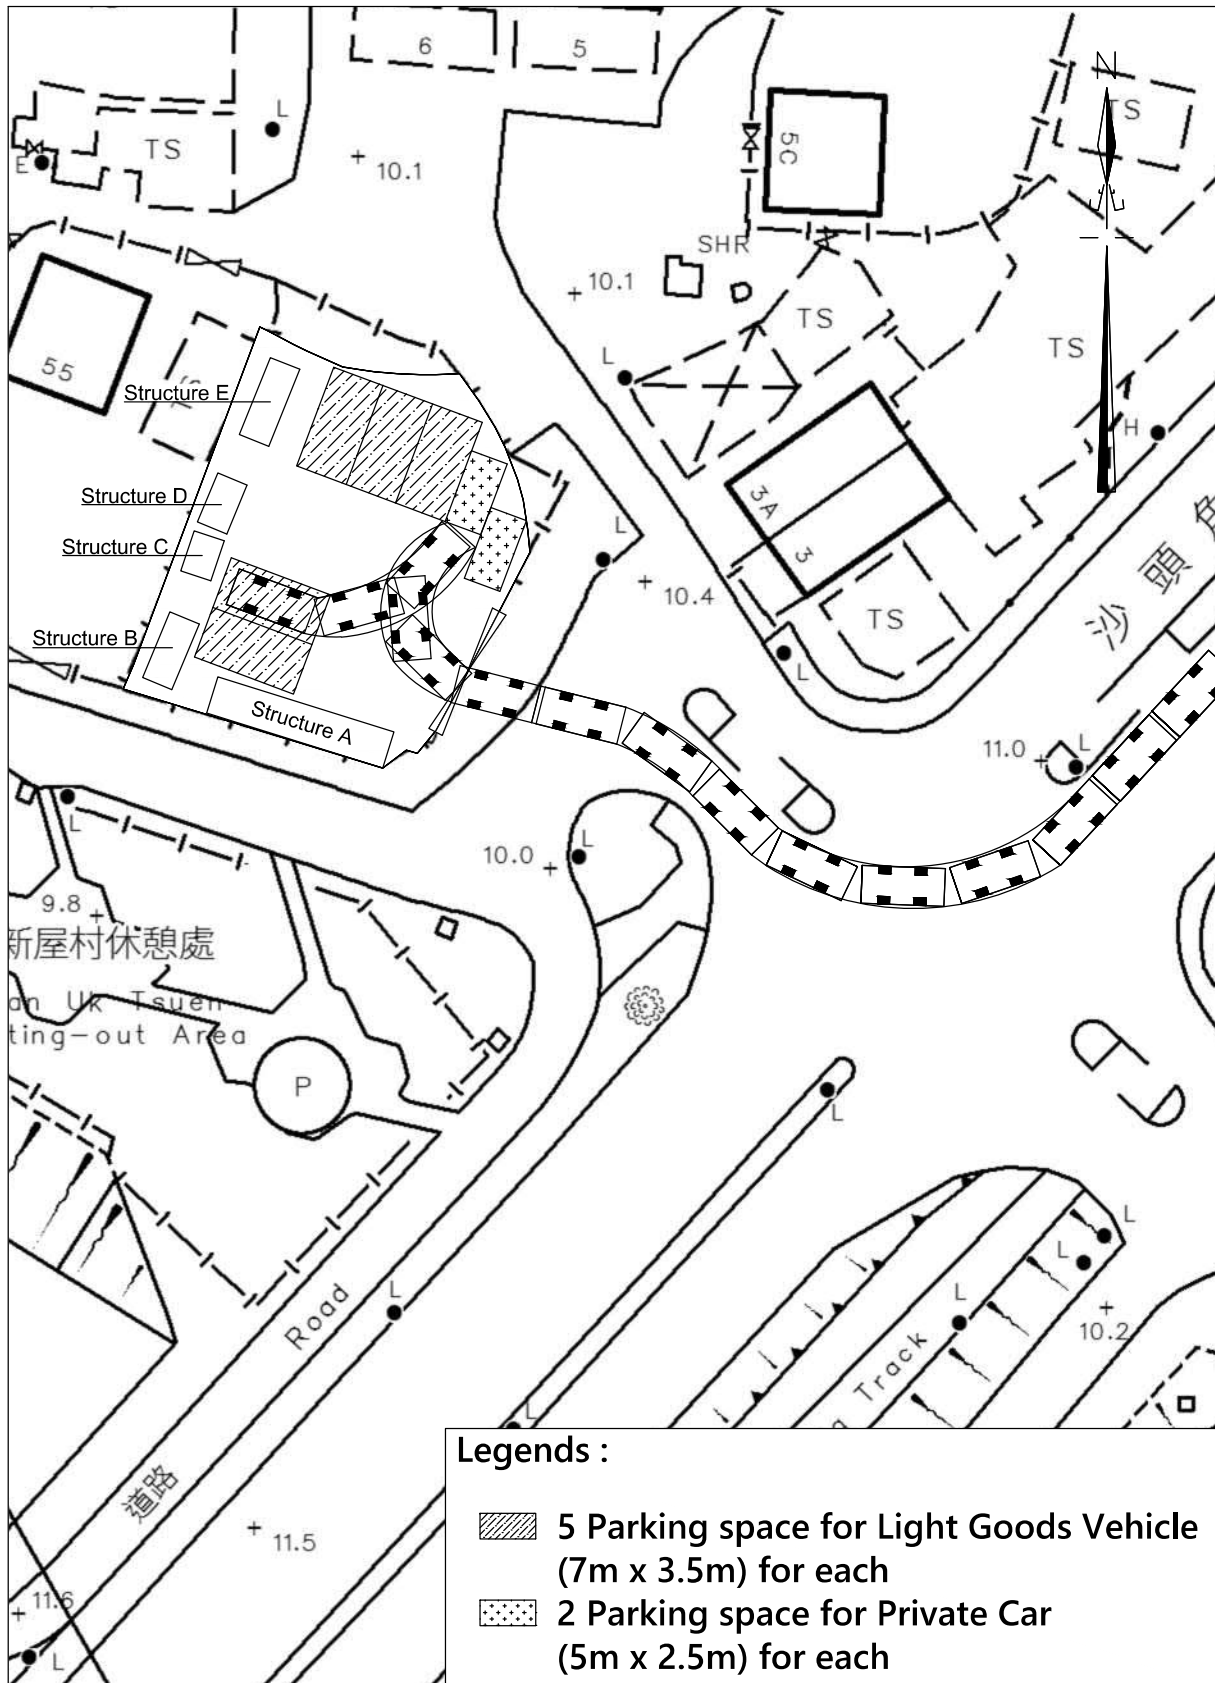 6
5
L
TS
E
10.1
5C
N
TS
SHR
10.1
TS
TS
55
L
Structure E
H
3A
3
Structure D
L
Structure C
10.4
沙頭角
TS
Structure B
L
Structure A
11.0
L
L
10.0
L
9.8
新屋村休憩處
an Uk Tsuen
ting-out Area
P
L
L
L
L
L
10.2
Road
Track
L
道路
11.5
11.6
L
Legends :
5 Parking space for Light Goods Vehicle
(7m x 3.5m) for each
2 Parking space for Private Car
(5m x 2.5m) for each